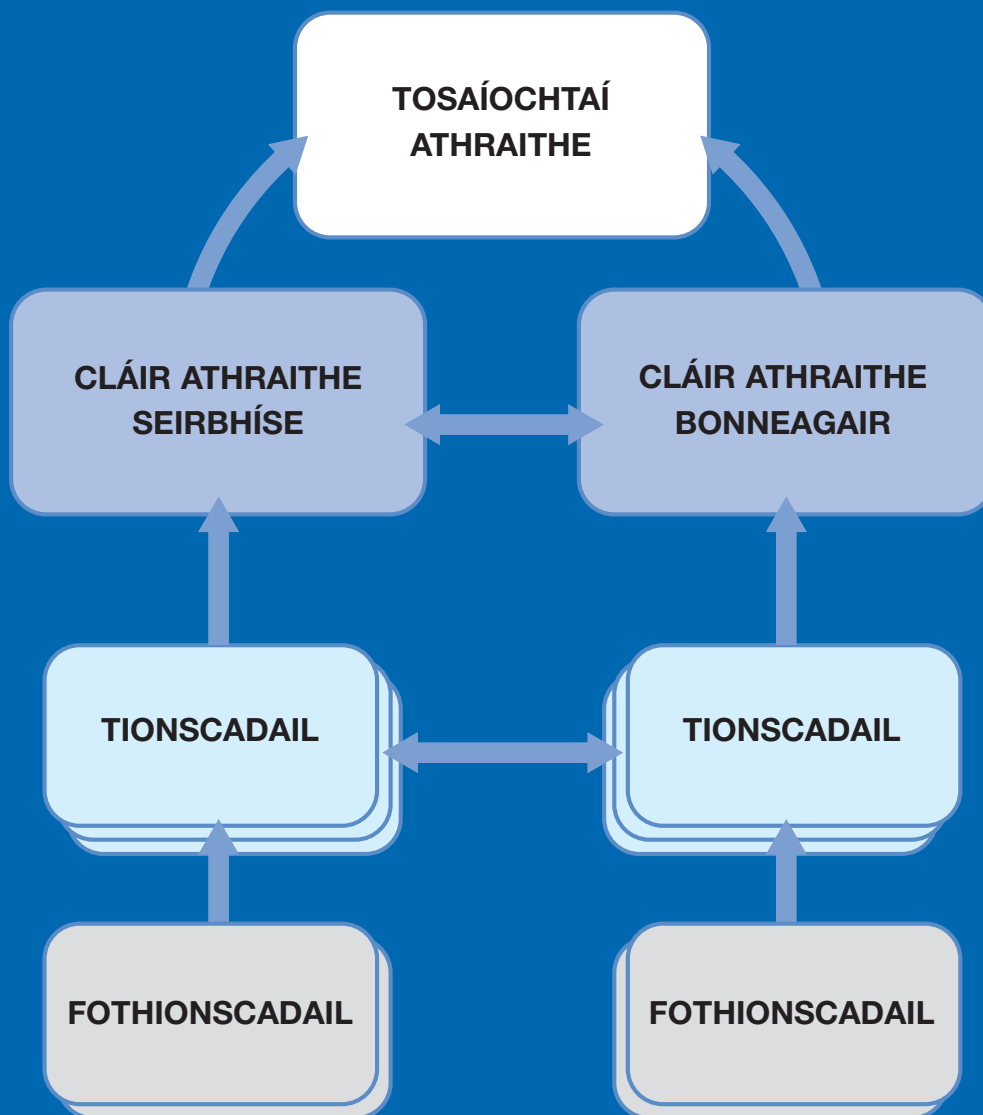 TOSAÍOCHTAÍ
ATHRAITHE
CLÁIR ATHRAITHE
SEIRBHÍSE
CLÁIR ATHRAITHE
BONNEAGAIR
TIONSCADAIL
TIONSCADAIL
FOTHIONSCADAIL
FOTHIONSCADAIL